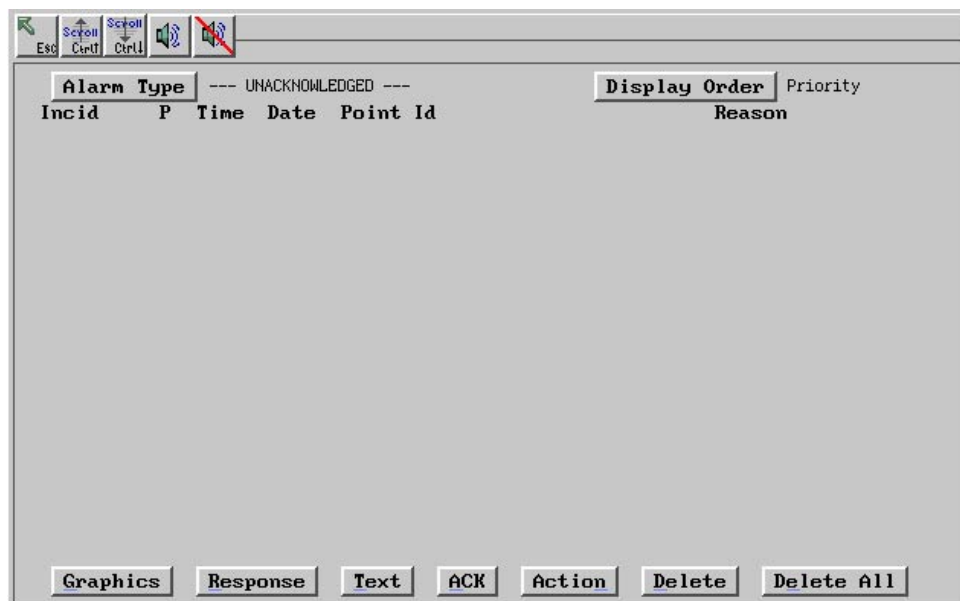 Esc Scroll Ctrl↑ Scroll Ctrl↓
Alarm Type --- UNACKNOWLEDGED --- Display Order Priority
Incid P Time Date Point Id Reason
Graphics Response Text ACK Action Delete Delete All